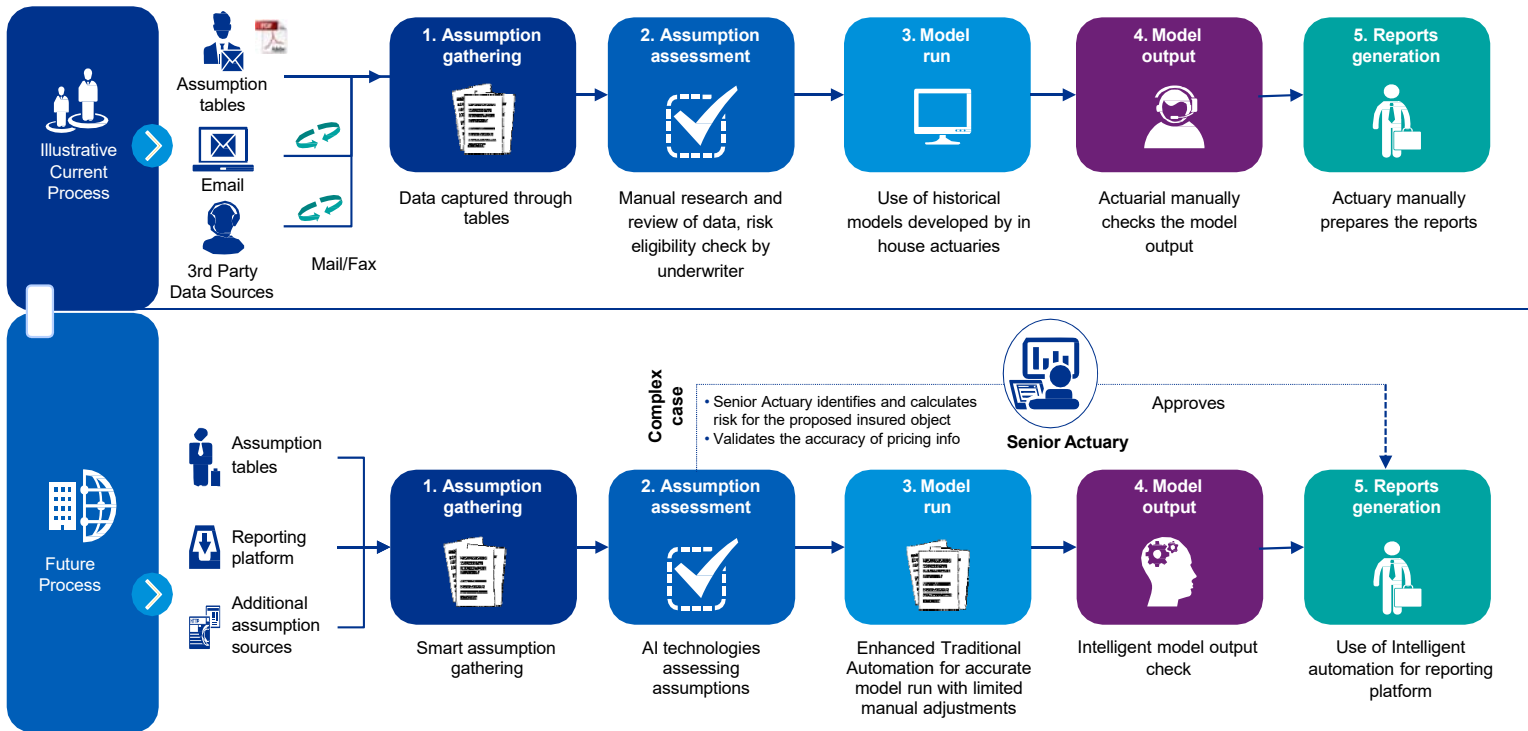 PDF
Assumption
tables
Email
3rd Party
Data Sources
Mail/Fax
Illustrative
Current
Process
1. Assumption
gathering
Data captured through
tables
2. Assumption
assessment
Manual research and
review of data, risk
eligibility check by
underwriter
3. Model
run
Use of historical
models developed by in
house actuaries
4. Model
output
Actuarial manually
checks the model
output
5. Reports
generation
Actuary manually
prepares the reports
Future
Process
Assumption
tables
Reporting
platform
Additional
assumption
sources
Complex
case
• Senior Actuary identifies and calculates
risk for the proposed insured object
• Validates the accuracy of pricing info
Senior Actuary
Approves
1. Assumption
gathering
Smart assumption
gathering
2. Assumption
assessment
AI technologies
assessing
assumptions
3. Model
run
Enhanced Traditional
Automation for accurate
model run with limited
manual adjustments
4. Model
output
Intelligent model output
check
5. Reports
generation
Use of Intelligent
automation for reporting
platform